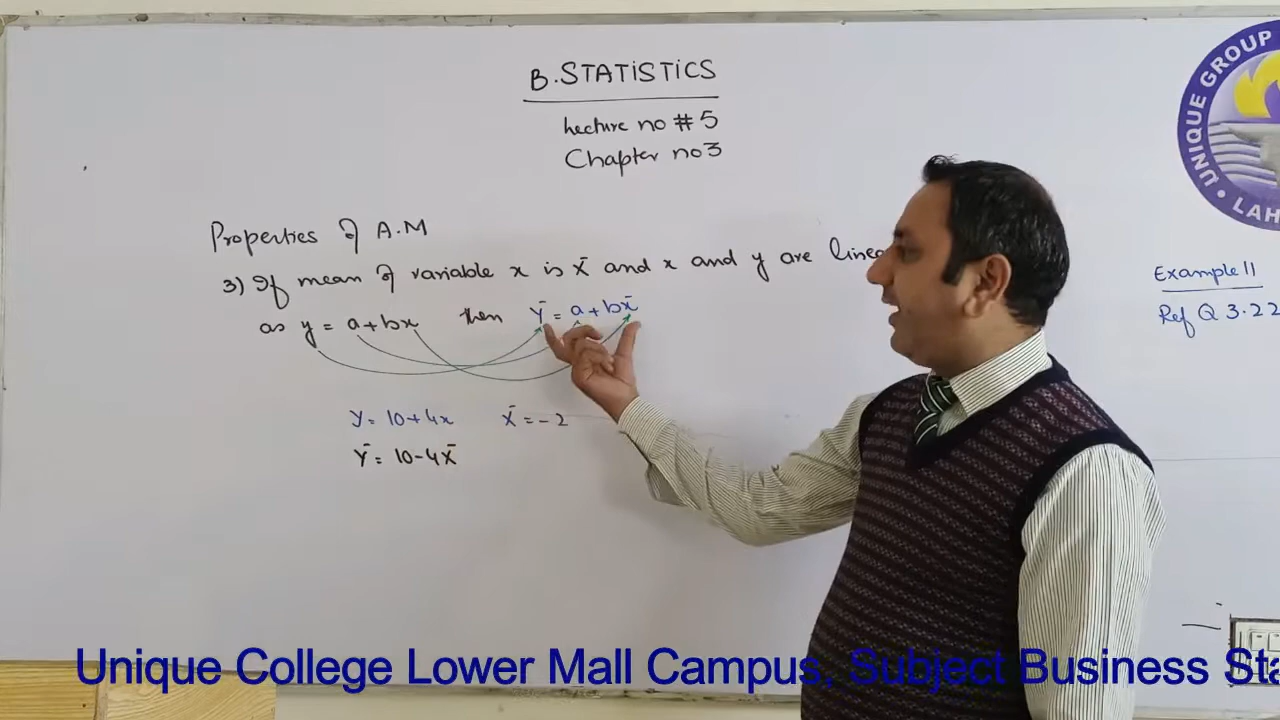 B. STATISTICS
Lecture no # 5
Chapter no 3
Properties of A.M
3) If mean of variable x is x̄ and x and y are linea
as y = a + bx then Ȳ = a + bx̄
Y = 10 + 4x X̄ = -2
Ȳ = 10 - 4X̄
Example 11
Ref Q 3.22
UNIQUE GROUP
• LAH
Unique College Lower Mall Campus, Subject Business Sta